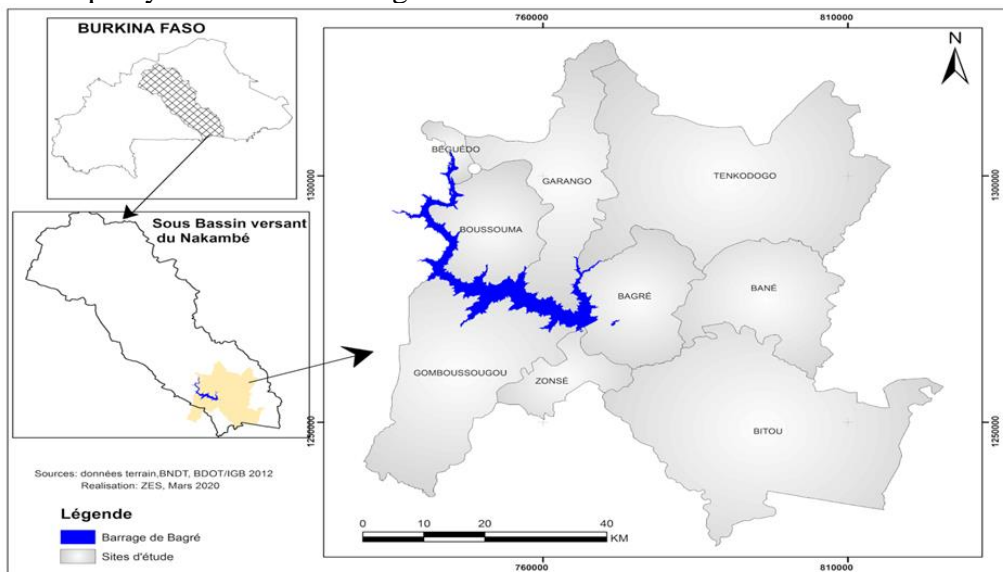 760000
810000
BURKINA FASO
N
BÉGUÉDO
1300000
1300000
GARANGO
TENKODOGO
Sous Bassin versant
du Nakambé
BOUSSOUMA
BAGRÉ
BANÉ
GOMBOUSSOUGOU
ZONSÉ
1250000
1250000
BITOU
Sources: données terrain,BNDT, BDOT/IGB 2012
Realisation: ZES, Mars 2020
Légende
Barrage de Bagré
Sites d'étude
0 10 20 40
KM
760000
810000